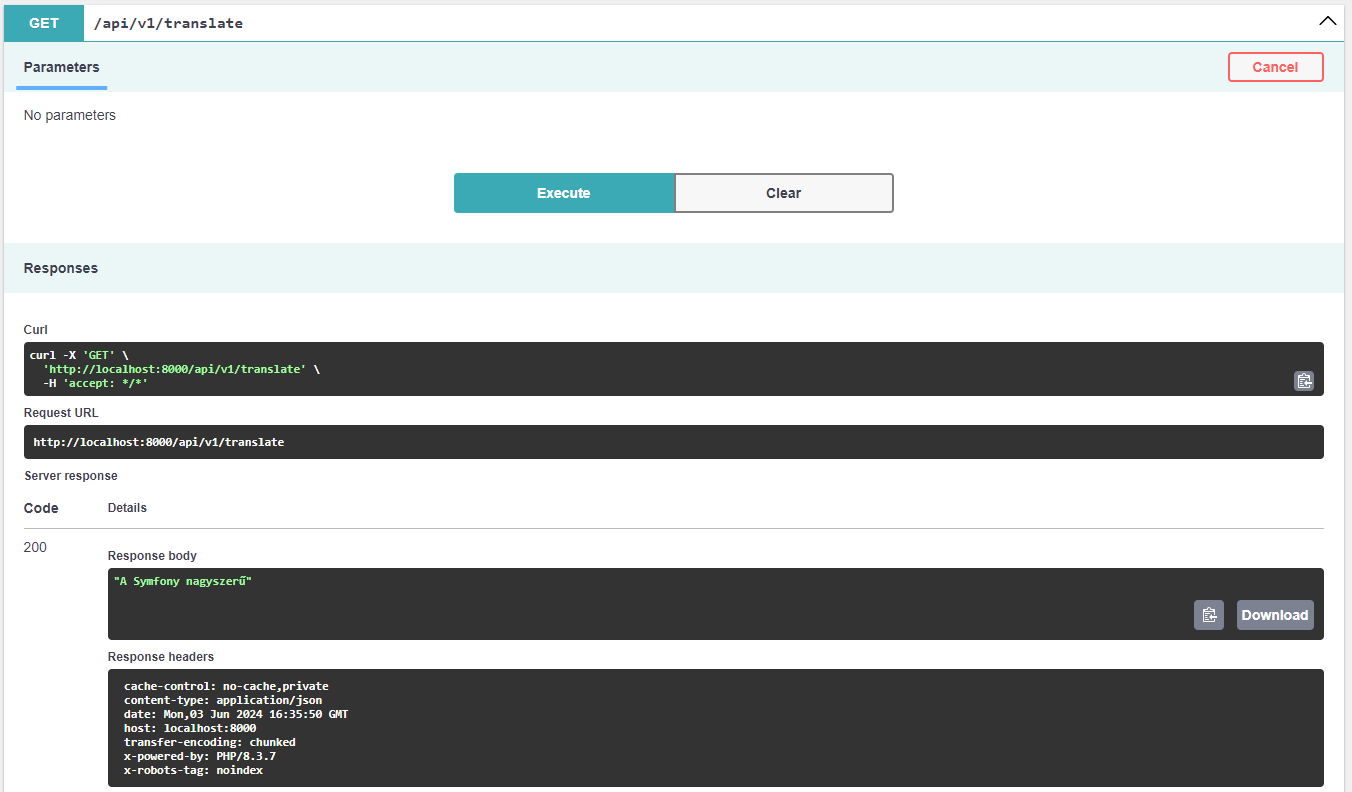 GET /api/v1/translate
Parameters
Cancel
No parameters
Execute
Clear
Responses
Curl
curl -X 'GET' \
  'http://localhost:8000/api/v1/translate' \
  -H 'accept: */*'
Request URL
http://localhost:8000/api/v1/translate
Server response
Code Details
200
Response body
"A Symfony nagyszerű"
Download
Response headers
cache-control: no-cache,private
content-type: application/json
date: Mon,03 Jun 2024 16:35:50 GMT
host: localhost:8000
transfer-encoding: chunked
x-powered-by: PHP/8.3.7
x-robots-tag: noindex